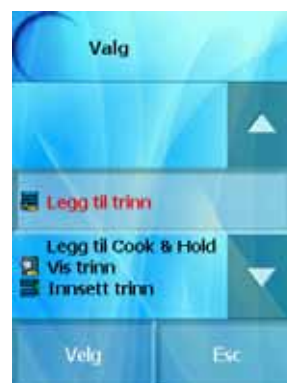 Valg
Legg til trinn
Legg til Cook & Hold
Vis trinn
Innsett trinn
Velg
Esc